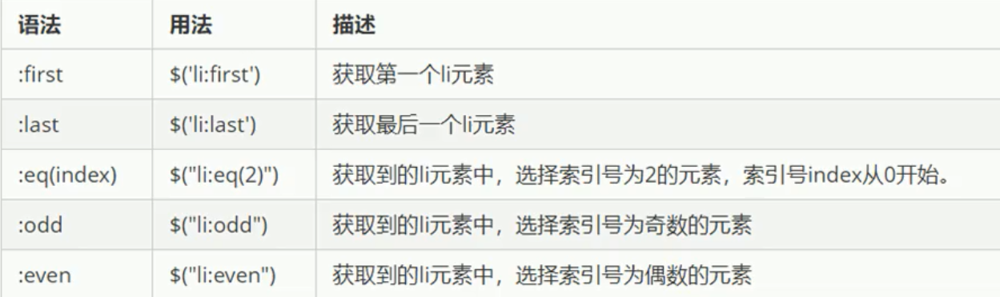 语法 用法 描述
:first $('li:first') 获取第一个li元素
:last $('li:last') 获取最后一个li元素
:eq(index) $("li:eq(2)") 获取到的li元素中，选择索引号为2的元素，索引号index从0开始。
:odd $("li:odd") 获取到的li元素中，选择索引号为奇数的元素
:even $("li:even") 获取到的li元素中，选择索引号为偶数的元素